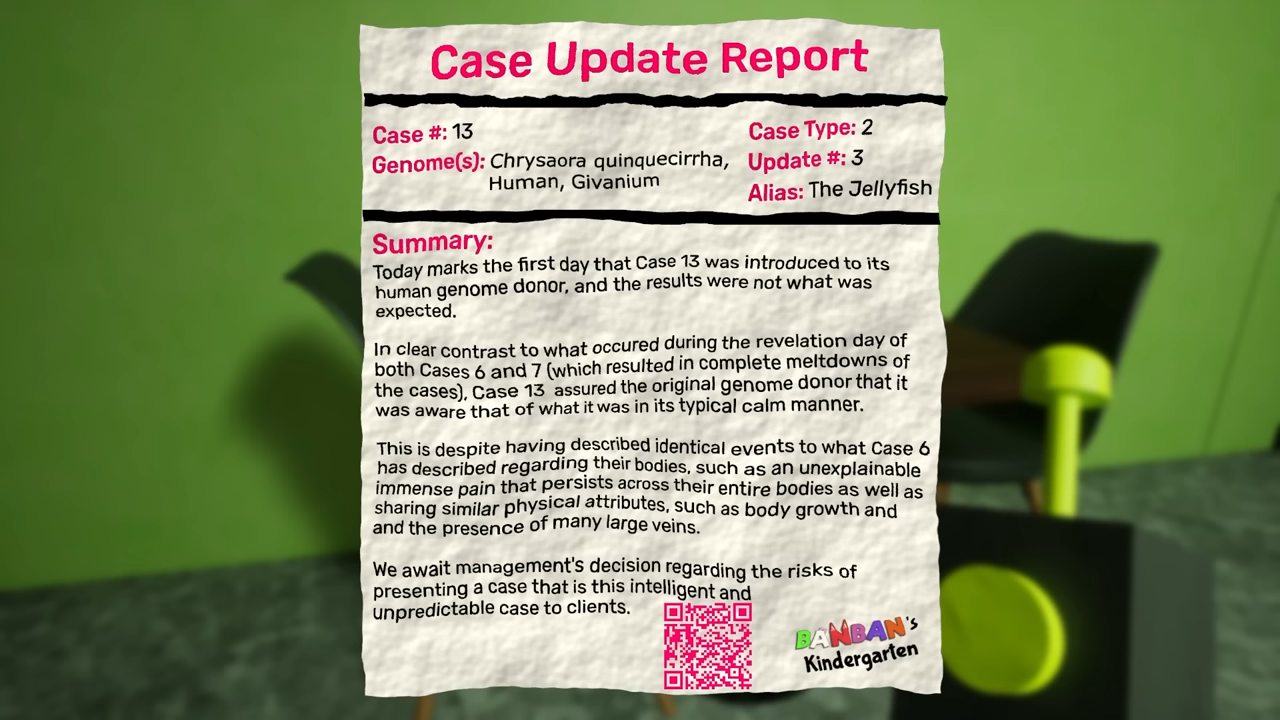 Case Update Report
Case #: 13
Case Type: 2
Genome(s): Chrysaora quinquecirrha,
Human, Givanium
Update #: 3
Alias: The Jellyfish
Summary:
Today marks the first day that Case 13 was introduced to its
human genome donor, and the results were not what was
expected.
In clear contrast to what occured during the revelation day of
both Cases 6 and 7 (which resulted in complete meltdowns of
the cases), Case 13 assured the original genome donor that it
was aware that of what it was in its typical calm manner.
This is despite having described identical events to what Case 6
has described regarding their bodies, such as an unexplainable
immense pain that persists across their entire bodies as well as
sharing similar physical attributes, such as body growth and
and the presence of many large veins.
We await management's decision regarding the risks of
presenting a case that is this intelligent and
unpredictable case to clients.
BANBAN's
Kindergarten